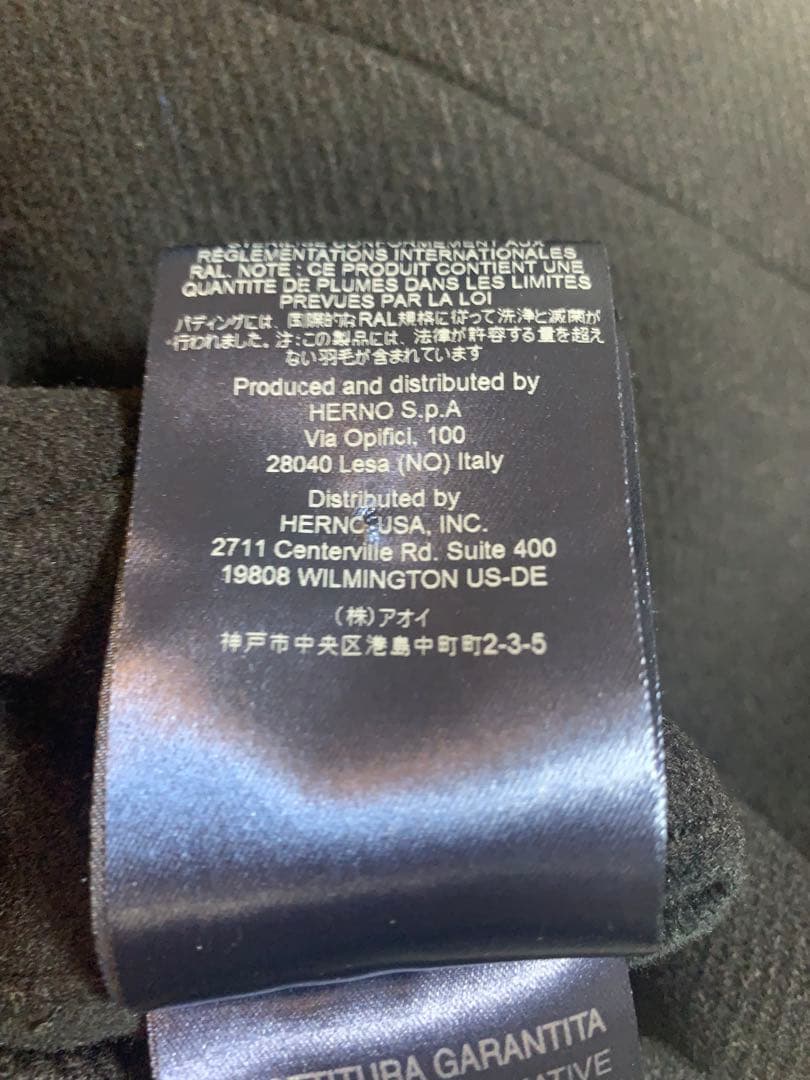 STERILISE CONFORMEMENT AUX
REGLEMENTATIONS INTERNATIONALES
RAL. NOTE : CE PRODUIT CONTIENT UNE
QUANTITE DE PLUMES DANS LES LIMITES
PREVUES PAR LA LOI
パディングには、国際的なRAL規格に従って洗浄と滅菌が
行われました。注:この製品には、法律が許容する量を超え
ない羽毛が含まれています
Produced and distributed by
HERNO S.p.A
Via Opifici, 100
28040 Lesa (NO) Italy
Distributed by
HERNO USA, INC.
2711 Centerville Rd. Suite 400
19808 WILMINGTON US-DE
(株)アオイ
神戸市中央区港島中町町2-3-5
GARANTITA